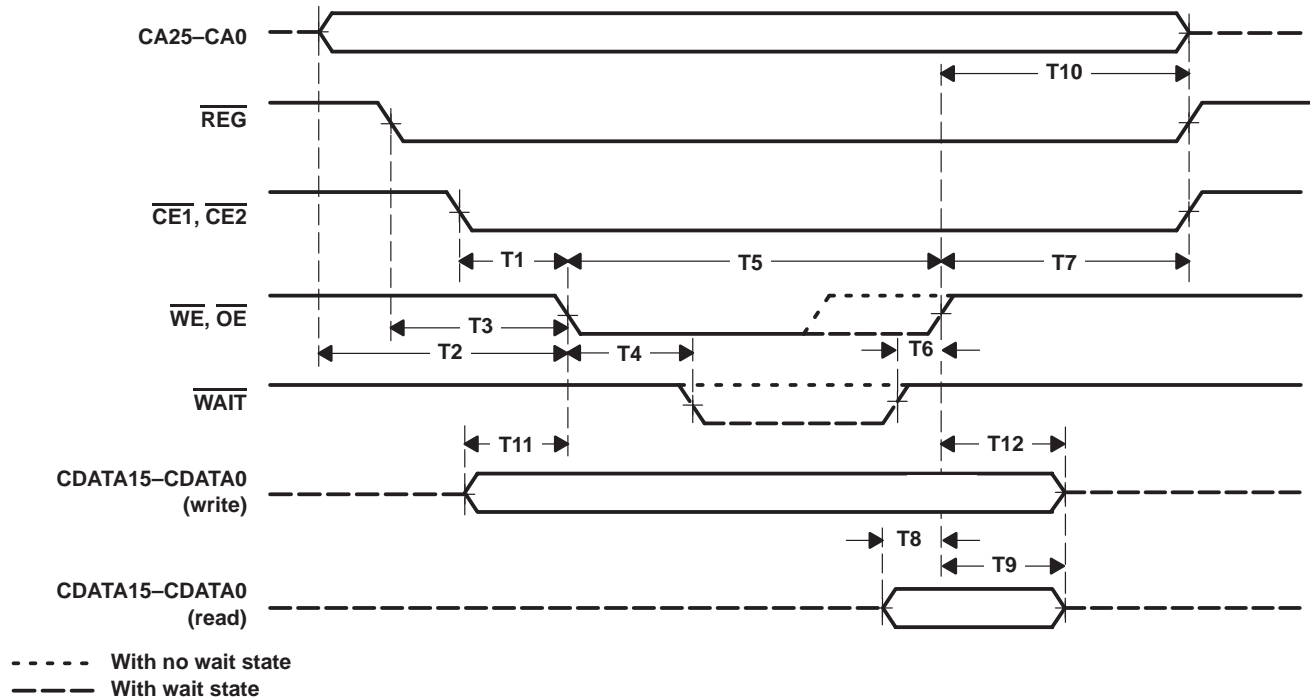 CA25–CA0
T10
REG
CE1, CE2
T1
T5
T7
WE, OE
T3
T6
T2
T4
WAIT
T11
T12
CDATA15–CDATA0
(write)
T8
T9
CDATA15–CDATA0
(read)
With no wait state
With wait state